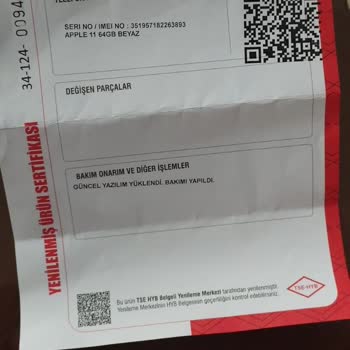 SERI NO / IMEI NO : 351957182263893
APPLE 11 64GB BEYAZ
DEĞİŞEN PARÇALAR
BAKIM ONARIM VE DİĞER İŞLEMLER
GÜNCEL YAZILIM YÜKLENDİ. BAKIMI YAPILDI.
Bu ürün TSE HYB Belgeli Yenileme Merkezi tarafından yenilenmiştir.
Yenileme Merkezinin HYB Belgesinin geçerliliğini kontrol edebilirsiniz.
TSE-HYB
YENİLENMİŞ ÜRÜN SERTİFİKASI
34-124- 0094